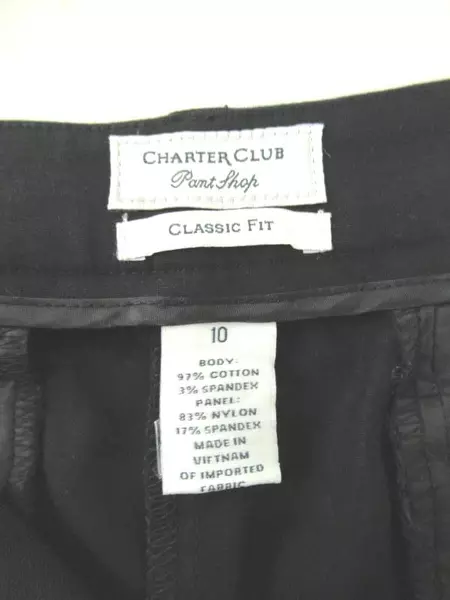 CHARTER CLUB
Pant Shop
CLASSIC FIT
10
BODY:
97% COTTON
3% SPANDEX
PANEL:
83% NYLON
17% SPANDEX
MADE IN
VIETNAM
OF IMPORTED
FABRIC